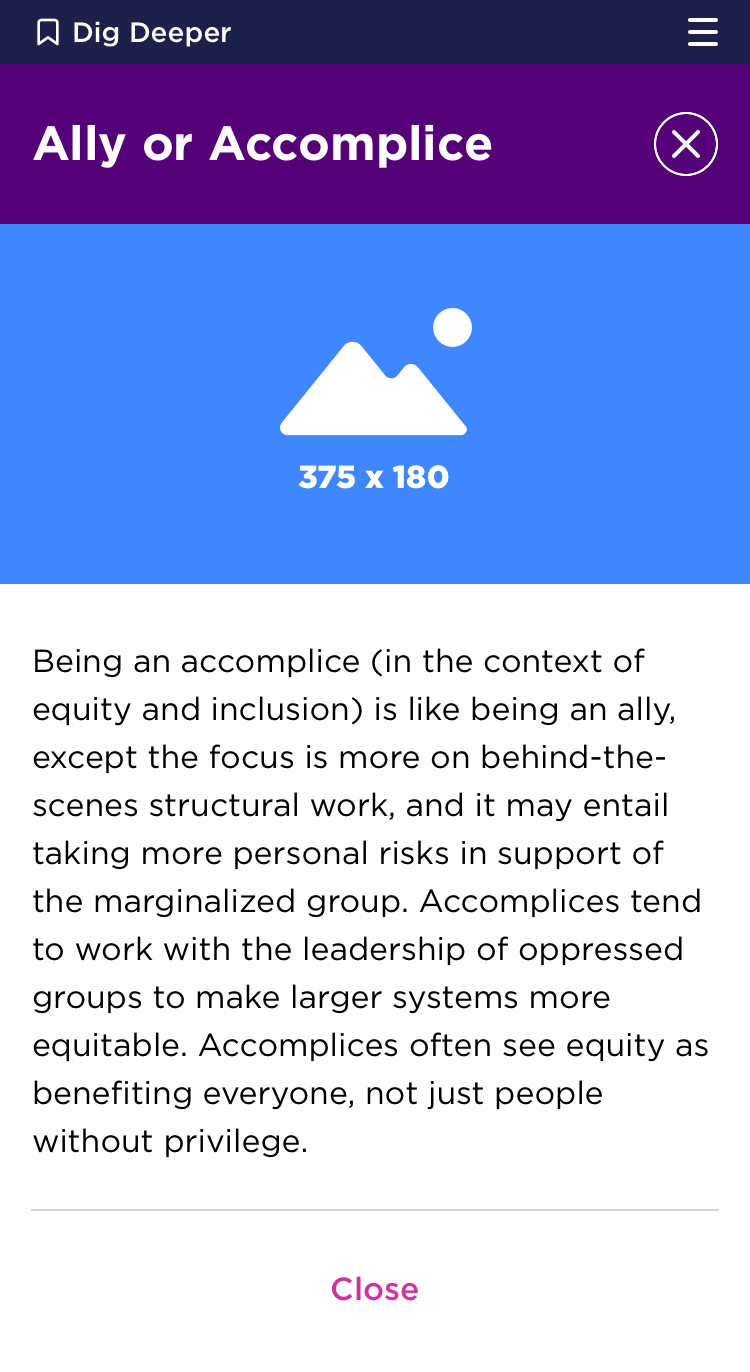 Dig Deeper
Ally or Accomplice
375 x 180
Being an accomplice (in the context of
equity and inclusion) is like being an ally,
except the focus is more on behind-the-
scenes structural work, and it may entail
taking more personal risks in support of
the marginalized group. Accomplices tend
to work with the leadership of oppressed
groups to make larger systems more
equitable. Accomplices often see equity as
benefiting everyone, not just people
without privilege.
Close